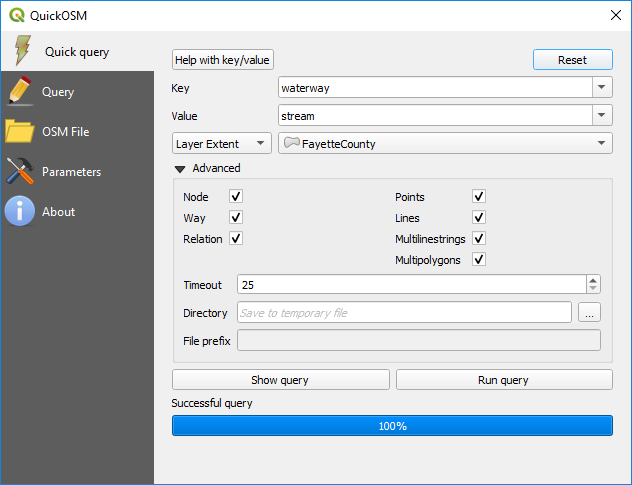 QuickOSM
Quick query
Query
OSM File
Parameters
About
Help with key/value
Reset
Key
waterway
Value
stream
Layer Extent
FayetteCounty
Advanced
Node
Points
Way
Lines
Relation
Multilinestrings
Multipolygons
Timeout
25
Directory
Save to temporary file
...
File prefix
Show query
Run query
Successful query
100%